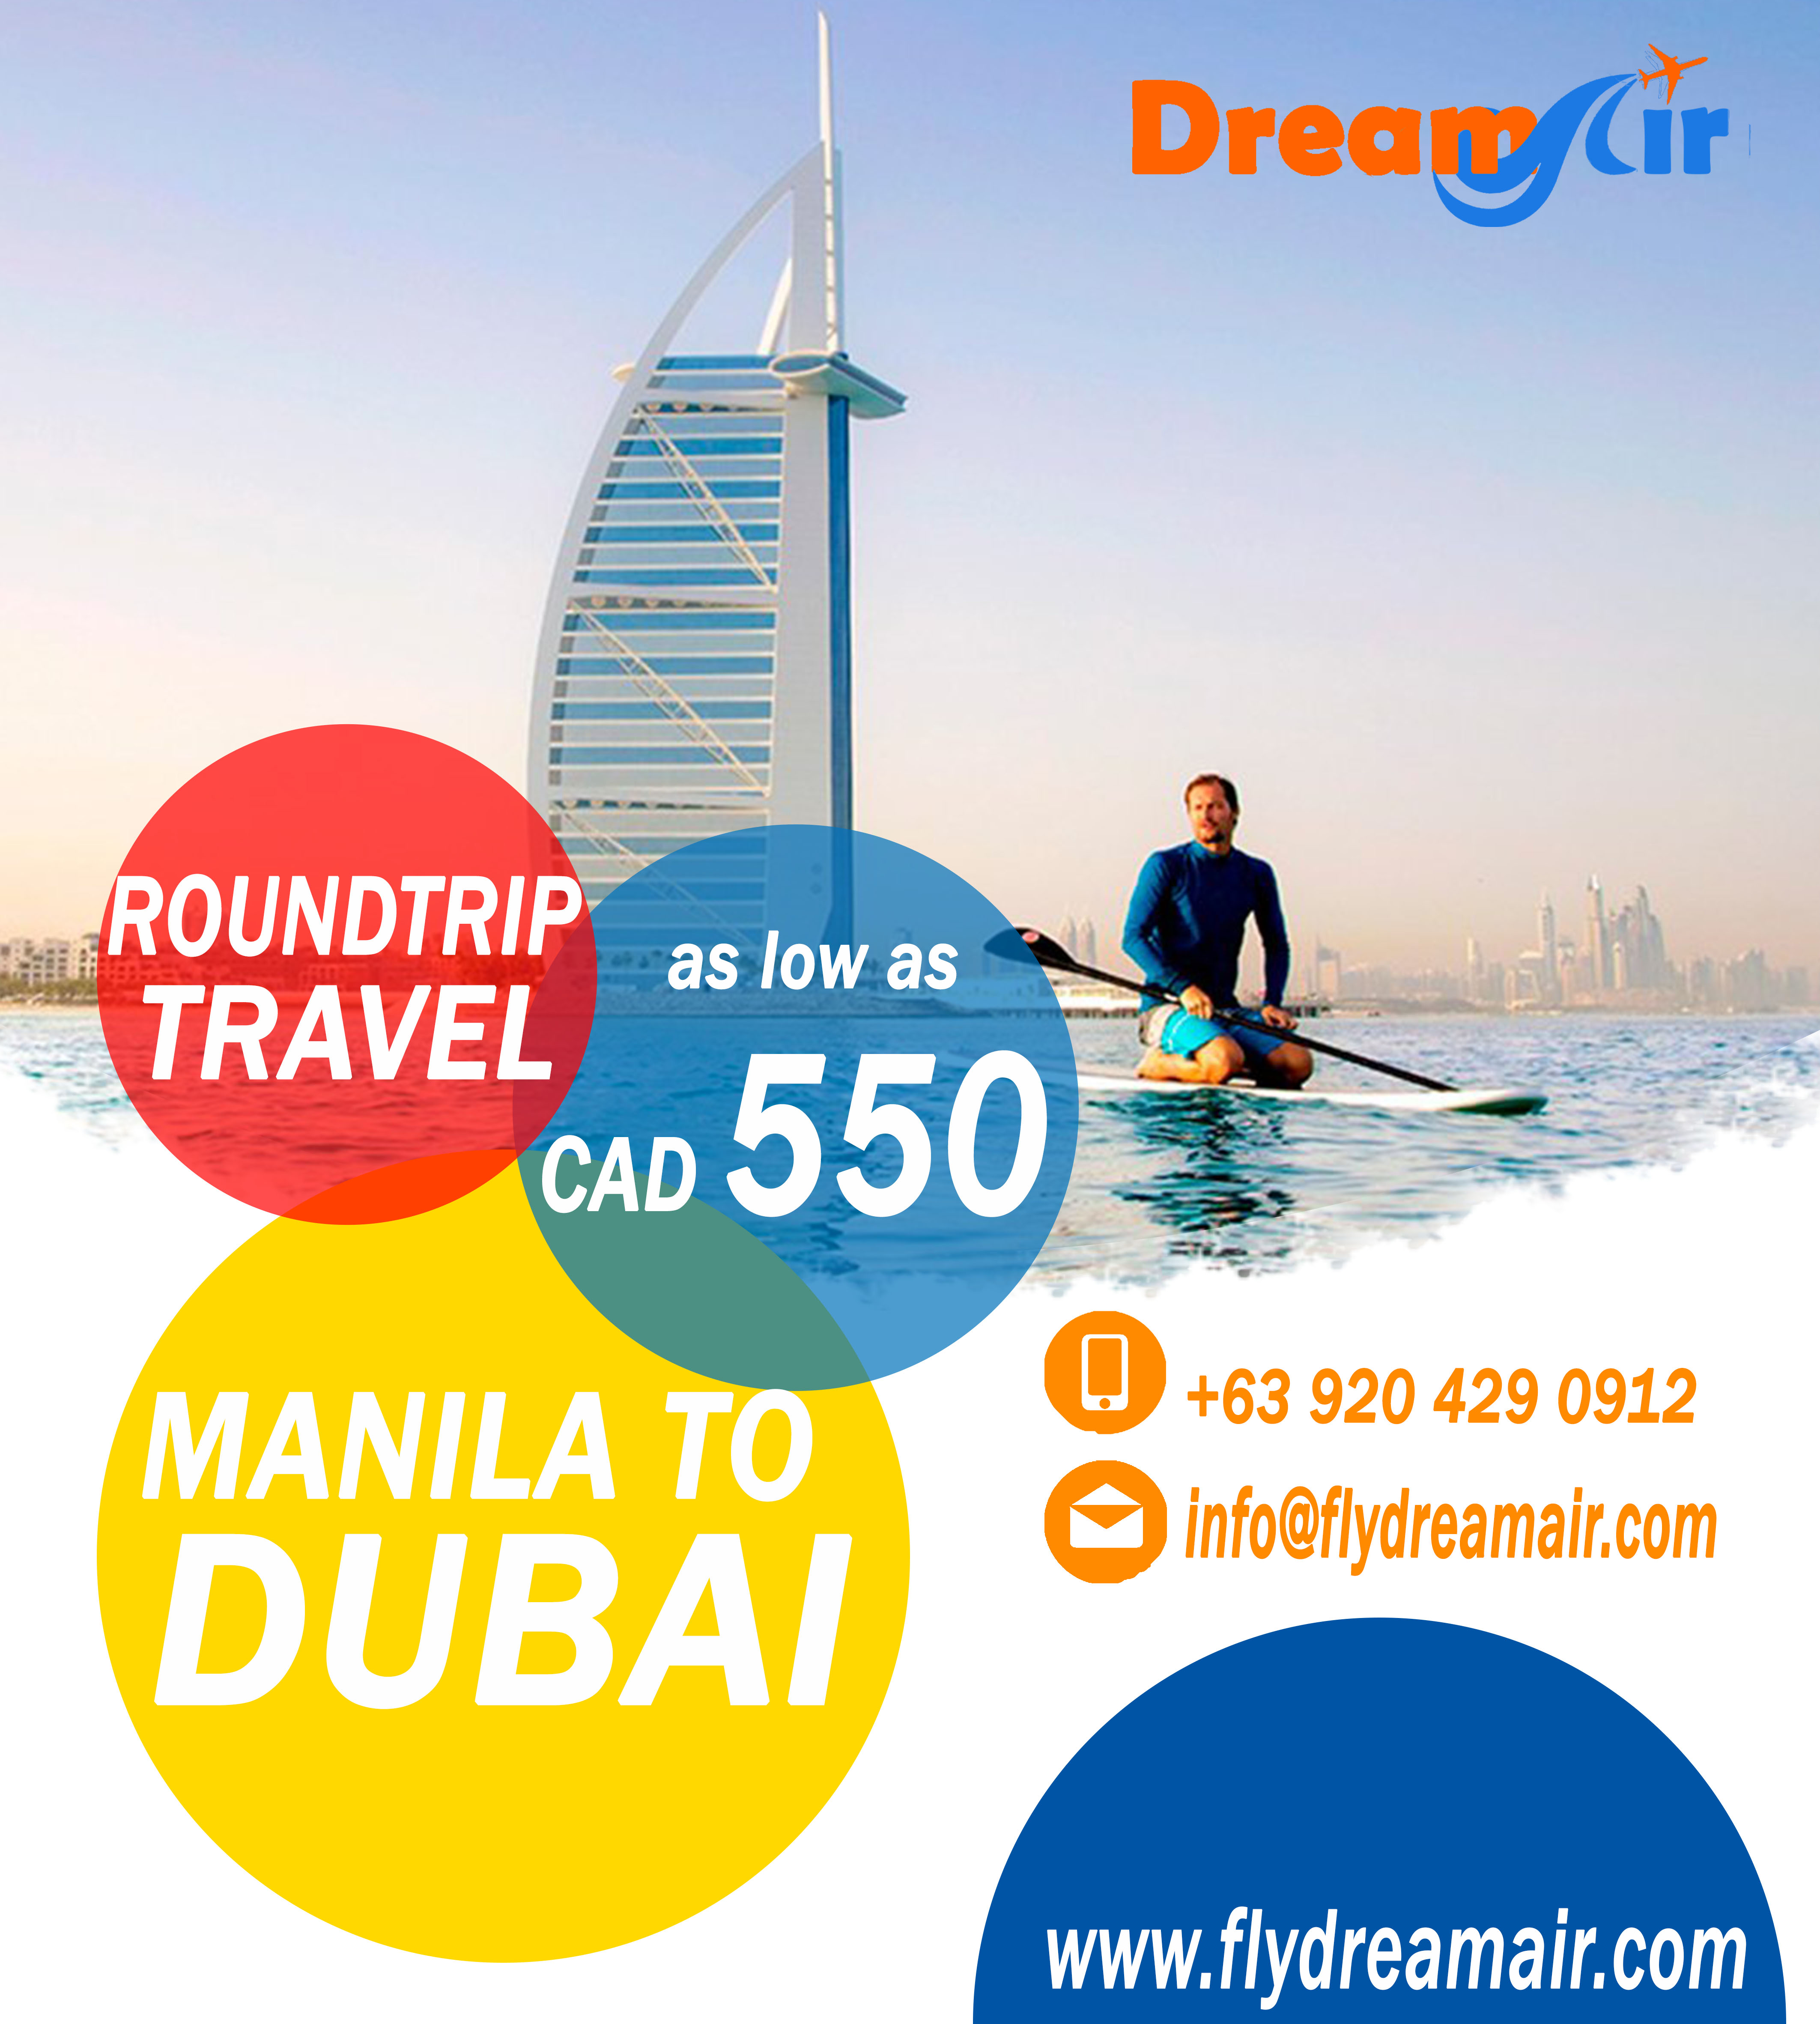 DreamAir
ROUNDTRIP
TRAVEL
as low as
CAD 550
MANILA TO
DUBAI
+63 920 429 0912
info@flydreamair.com
www.flydreamair.com